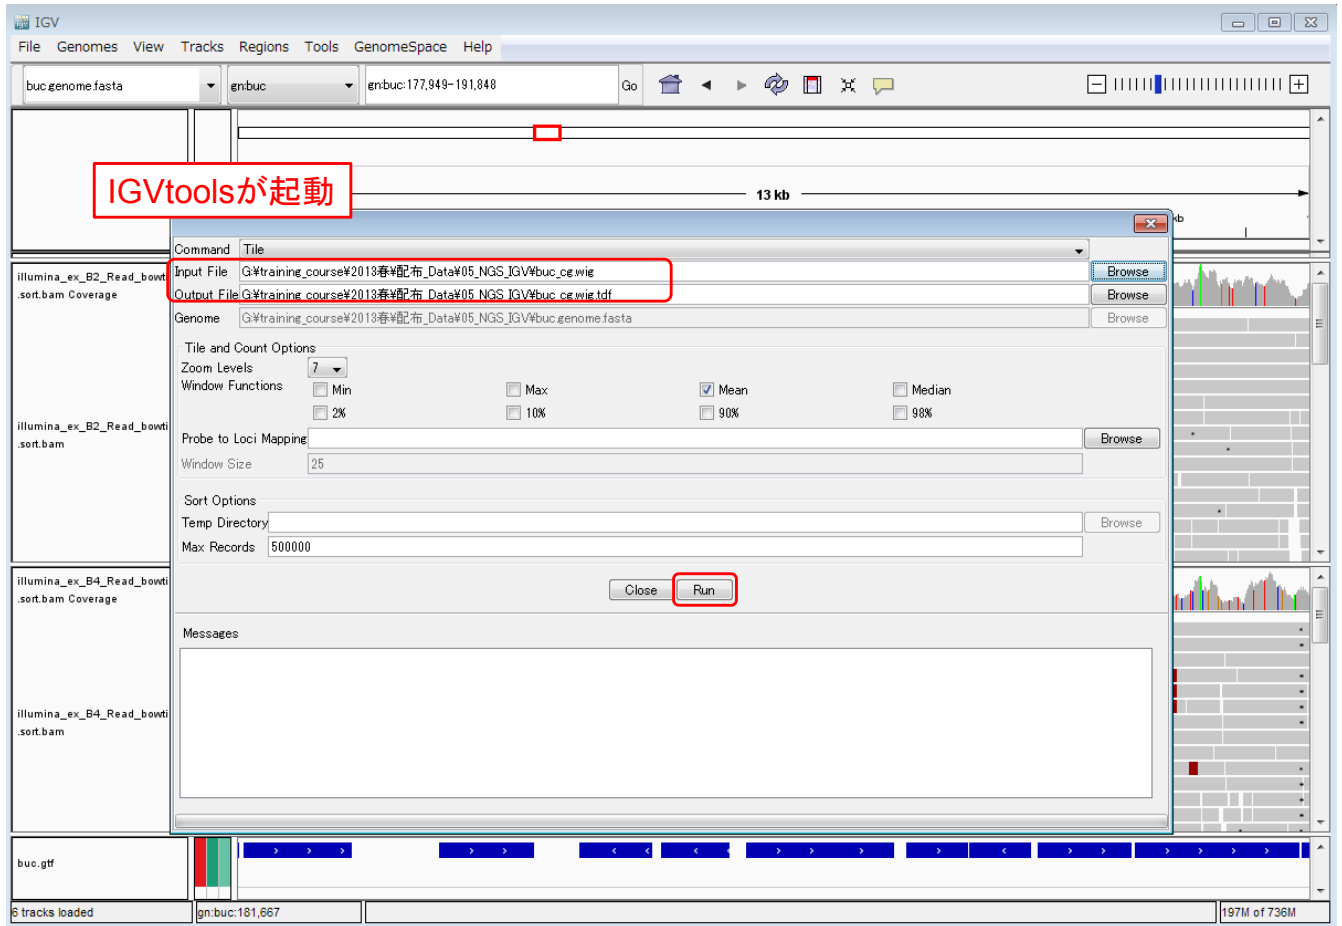 IGV
File Genomes View Tracks Regions Tools GenomeSpace Help
buc.genome.fasta gn:buc gn:buc:177,949-191,848 Go
IGVtoolsが起動
13 kb
kb
Command Tile
Input File G:¥training_course¥2013春¥配布_Data¥05_NGS_IGV¥buc_cg.wig Browse
Output File G:¥training_course¥2013春¥配布_Data¥05_NGS_IGV¥buc_cg.wig.tdf Browse
Genome G:¥training_course¥2013春¥配布_Data¥05_NGS_IGV¥buc.genome.fasta Browse
Tile and Count Options
Zoom Levels 7
Window Functions Min Max Mean Median
2% 10% 90% 98%
Probe to Loci Mapping Browse
Window Size 25
Sort Options
Temp Directory Browse
Max Records 500000
Close Run
Messages
illumina_ex_B2_Read_bowti
.sort.bam Coverage
illumina_ex_B2_Read_bowti
.sort.bam
illumina_ex_B4_Read_bowti
.sort.bam Coverage
illumina_ex_B4_Read_bowti
.sort.bam
buc.gtf
6 tracks loaded gn:buc:181,667 197M of 736M